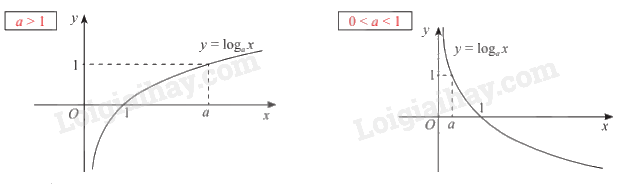 a > 1
y
y = logₐx
1
O
1
a
x
Loigiaihay.com
0 < a < 1
y
y = logₐx
1
O
a
1
x
Loigiaihay.com